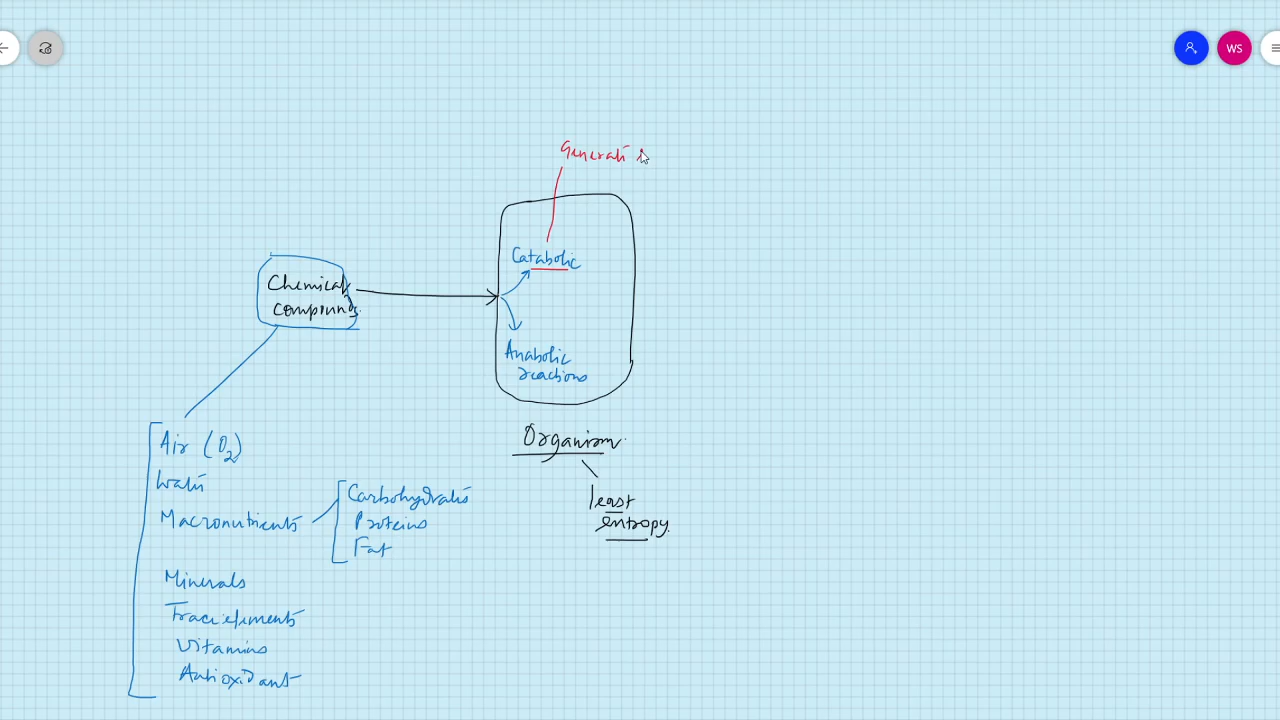 WS
Generati
Catabolic
Chemical
compounds
Anabolic
reactions
Organism
least
entropy
Air (O2)
Water
Macronutrients
Carbohydrates
Proteins
Fat
Minerals
Trace elements
Vitamins
Antioxidant